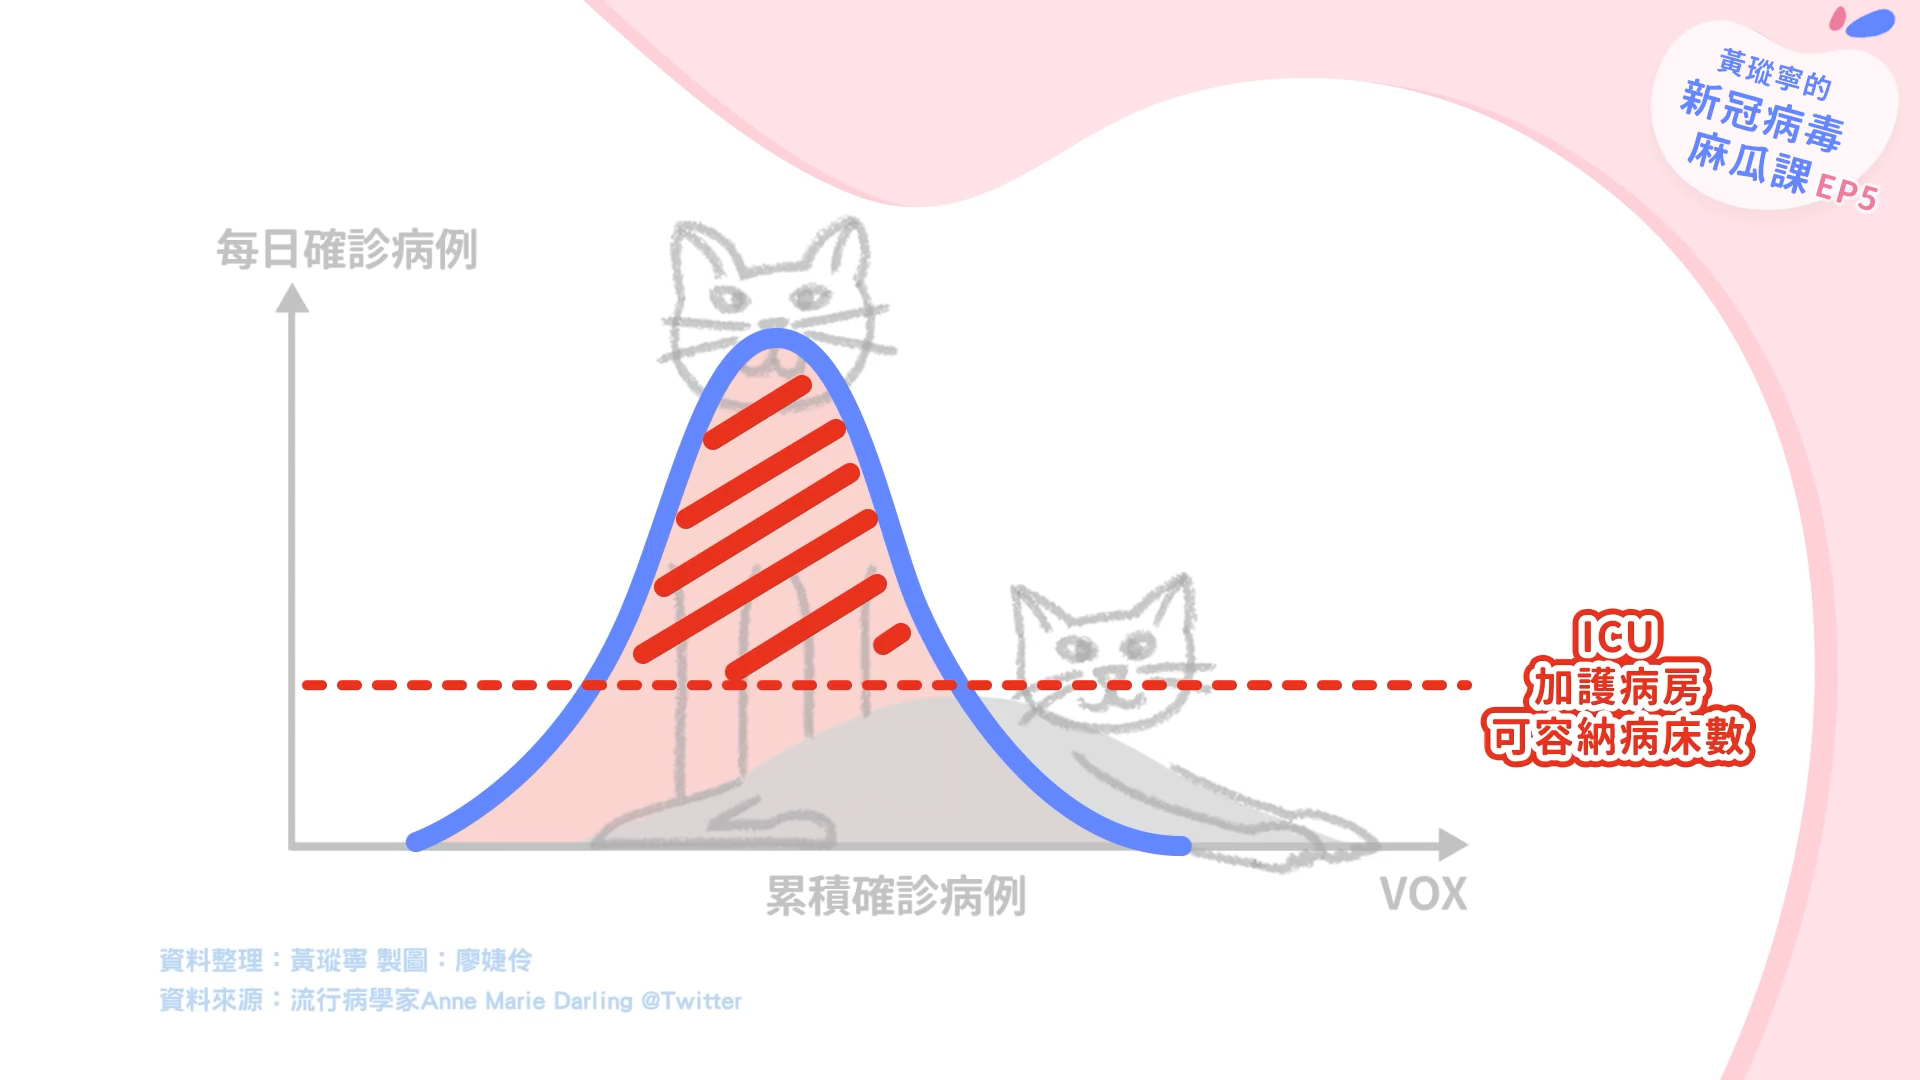 黃瑽寧的
新冠病毒
麻瓜課EP5
每日確診病例
ICU
加護病房
可容納病床數
累積確診病例
VOX
資料整理：黃瑽寧 製圖：廖婕伶
資料來源：流行病學家Anne Marie Darling @Twitter